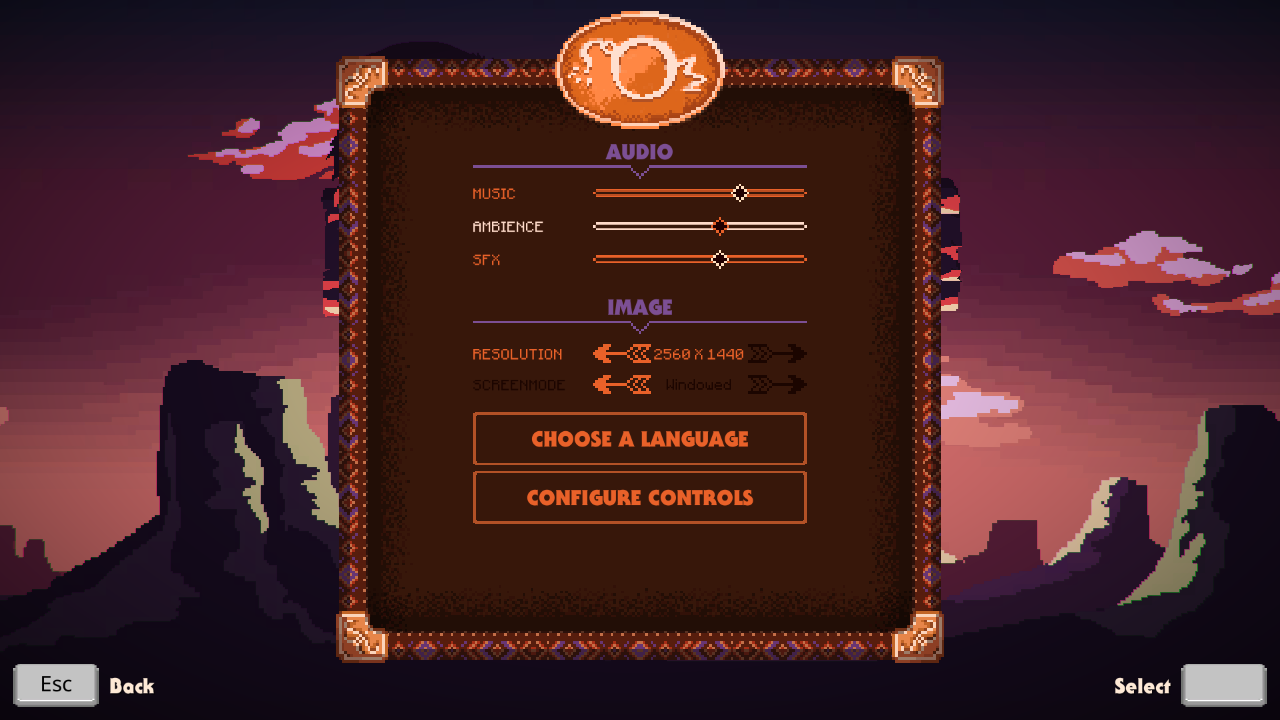 AUDIO
MUSIC
AMBIENCE
SFX
IMAGE
RESOLUTION 2560 X 1440
SCREENMODE Windowed
CHOOSE A LANGUAGE
CONFIGURE CONTROLS
Esc Back
Select